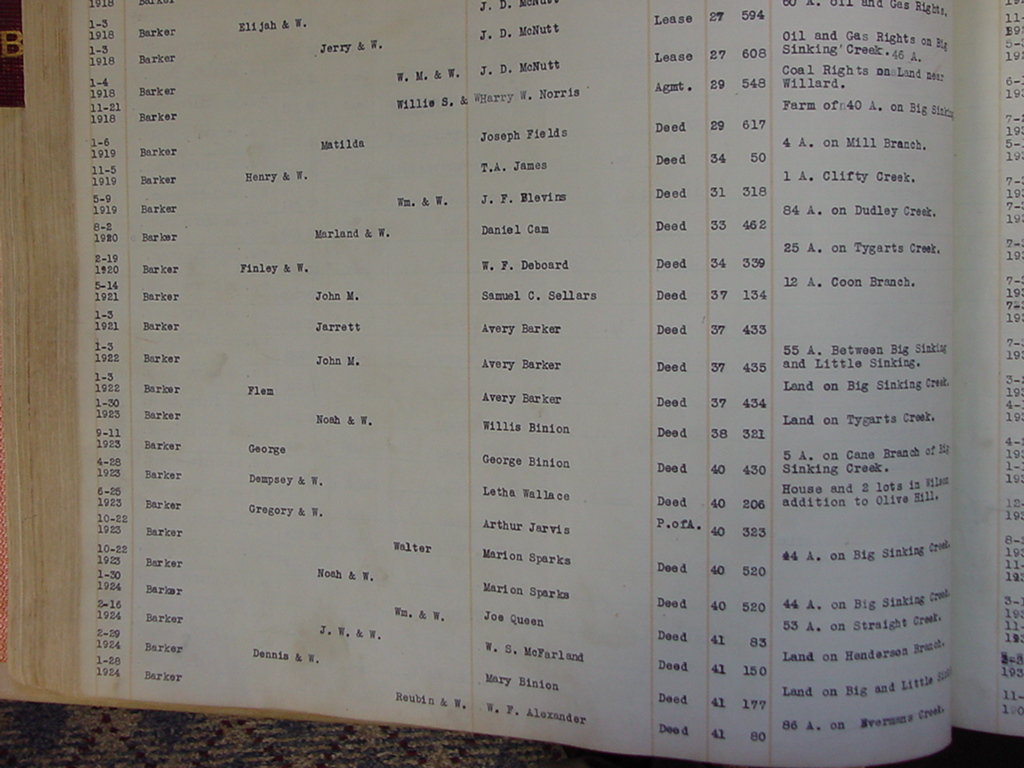 1918 Barker
1-3
1918 Barker Elijah & W. J. D. McNutt
1-3
1918 Barker Jerry & W. J. D. McNutt Lease 27 594 60 A. Oil and Gas Rights,
1-4
1918 Barker W. M. & W. J. D. McNutt Lease 27 608 Oil and Gas Rights on Big
Sinking Creek. 46 A.
11-21
1918 Barker Willie S. & W Harry W. Norris Agmt. 29 548 Coal Rights on Land near
Willard.
1-6
1919 Barker Matilda Joseph Fields Deed 29 617 Farm of 40 A. on Big Sinking
11-5
1919 Barker Henry & W. T.A. James Deed 34 50 4 A. on Mill Branch.
5-9
1919 Barker Wm. & W. J. F. Blevins Deed 31 318 1 A. Clifty Creek.
8-2
1920 Barker Marland & W. Daniel Cam Deed 33 462 84 A. on Dudley Creek.
2-19
1920 Barker Finley & W. W. F. Deboard Deed 34 339 25 A. on Tygarts Creek.
5-14
1921 Barker John M. Samuel C. Sellars Deed 37 134 12 A. Coon Branch.
1-3
1921 Barker Jarrett Avery Barker Deed 37 433
1-3
1922 Barker John M. Avery Barker Deed 37 435 55 A. Between Big Sinking
and Little Sinking.
1-3
1922 Barker Flem Avery Barker Deed 37 434 Land on Big Sinking Creek.
1-30
1923 Barker Noah & W. Willis Binion Deed 38 321 Land on Tygarts Creek.
9-11
1923 Barker George George Binion Deed 40 430 5 A. on Cane Branch of Big
Sinking Creek.
4-28
1923 Barker Dempsey & W. Letha Wallace Deed 40 206 House and 2 lots in Wilson
addition to Olive Hill.
6-25
1923 Barker Gregory & W. Arthur Jarvis P.ofA. 40 323
10-22
1923 Barker Walter Marion Sparks Deed 40 520 44 A. on Big Sinking Creek.
10-22
1923 Barker Noah & W. Marion Sparks Deed 40 520 44 A. on Big Sinking Creek.
1-30
1924 Barker Wm. & W. Joe Queen Deed 41 83 53 A. on Straight Creek.
2-16
1924 Barker J. W. & W. W. S. McFarland Deed 41 150 Land on Henderson Branch.
2-29
1924 Barker Dennis & W. Mary Binion Deed 41 177 Land on Big and Little
1-28
1924 Barker Reubin & W. W. F. Alexander Deed 41 80 86 A. on Evermans Creek.
B